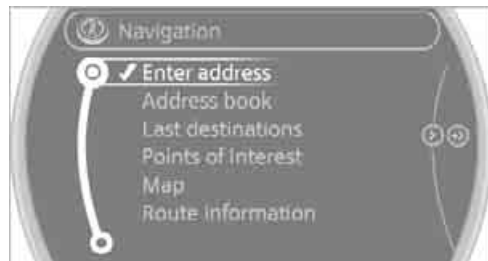 Navigation
Enter address
Address book
Last destinations
Points of Interest
Map
Route information